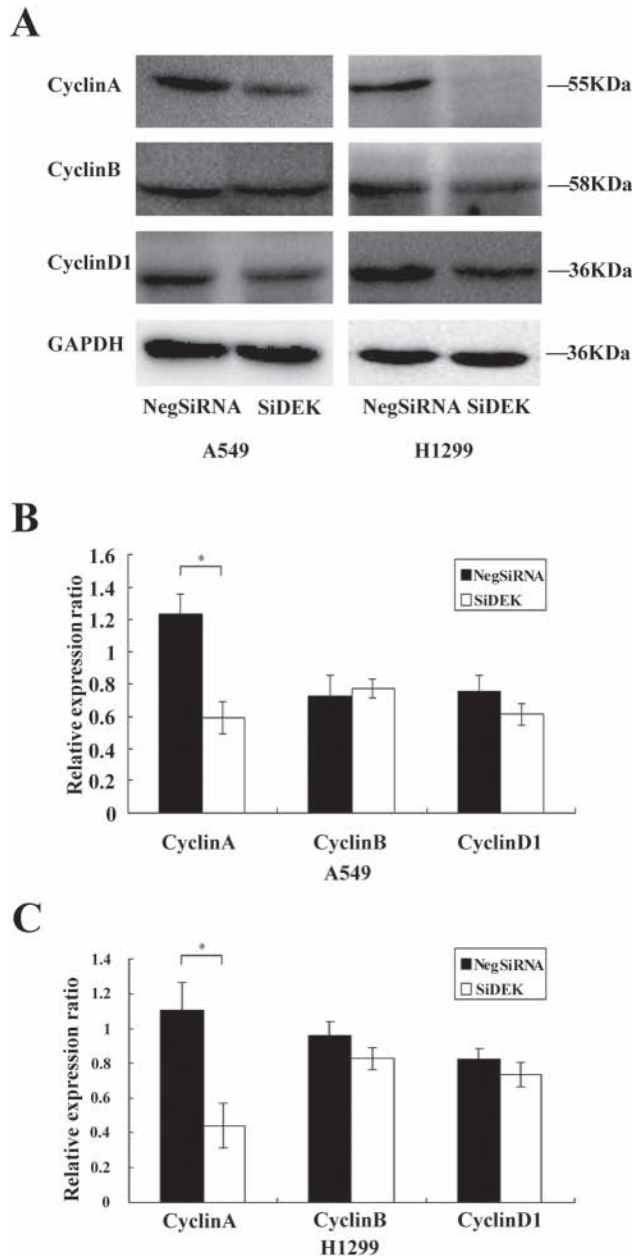 A
CyclinA
—55KDa
CyclinB
—58KDa
CyclinD1
—36KDa
GAPDH
—36KDa
NegSiRNA SiDEK NegSiRNA SiDEK
A549 H1299
B
Relative expression ratio
1.6
1.4
1.2
1
0.8
0.6
0.4
0.2
0
*
NegSiRNA
SiDEK
CyclinA CyclinB CyclinD1
A549
C
Relative expression ratio
1.4
1.2
1
0.8
0.6
0.4
0.2
0
*
NegSiRNA
SiDEK
CyclinA CyclinB CyclinD1
H1299